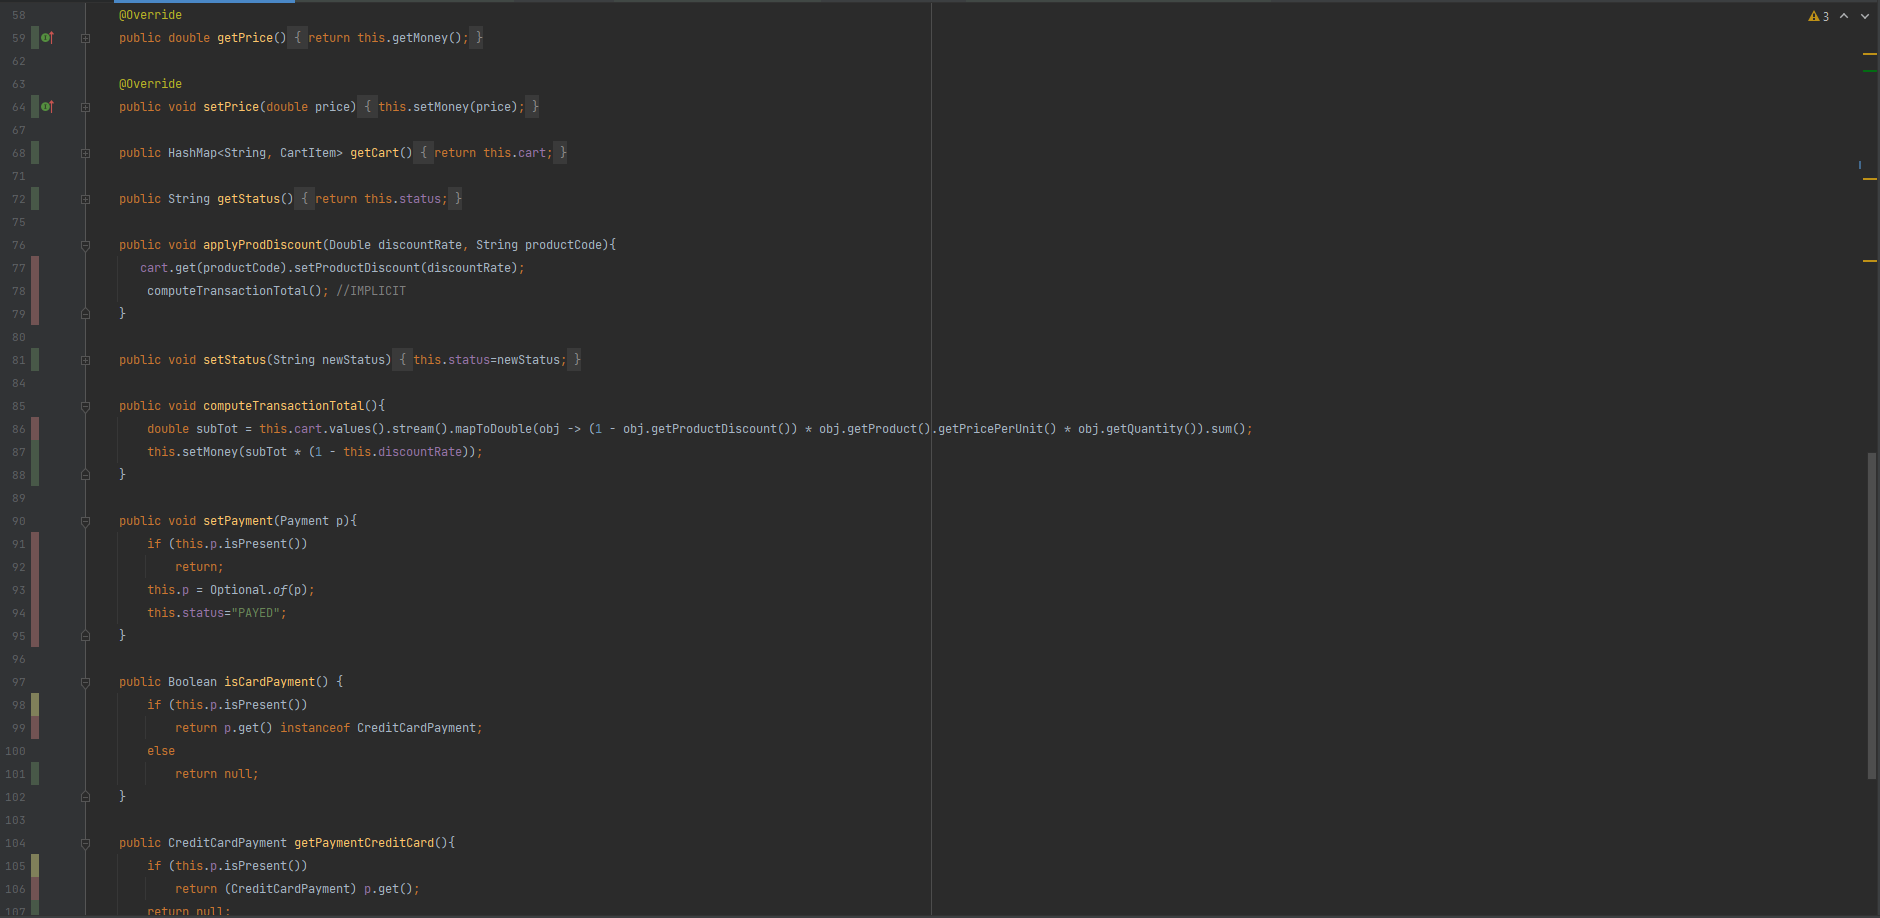 58 @Override
59 public double getPrice() { return this.getMoney(); }
62
63 @Override
64 public void setPrice(double price) { this.setMoney(price); }
67
68 public HashMap<String, CartItem> getCart() { return this.cart; }
71
72 public String getStatus() { return this.status; }
75
76 public void applyProdDiscount(Double discountRate, String productCode){
77 cart.get(productCode).setProductDiscount(discountRate);
78 computeTransactionTotal(); //IMPLICIT
79 }
80
81 public void setStatus(String newStatus) { this.status=newStatus; }
84
85 public void computeTransactionTotal(){
86 double subTot = this.cart.values().stream().mapToDouble(obj -> (1 - obj.getProductDiscount()) * obj.getProduct().getPricePerUnit() * obj.getQuantity()).sum();
87 this.setMoney(subTot * (1 - this.discountRate));
88 }
89
90 public void setPayment(Payment p){
91 if (this.p.isPresent())
92 return;
93 this.p = Optional.of(p);
94 this.status="PAYED";
95 }
96
97 public Boolean isCardPayment() {
98 if (this.p.isPresent())
99 return p.get() instanceof CreditCardPayment;
100 else
101 return null;
102 }
103
104 public CreditCardPayment getPaymentCreditCard(){
105 if (this.p.isPresent())
106 return (CreditCardPayment) p.get();
107 return null;
3